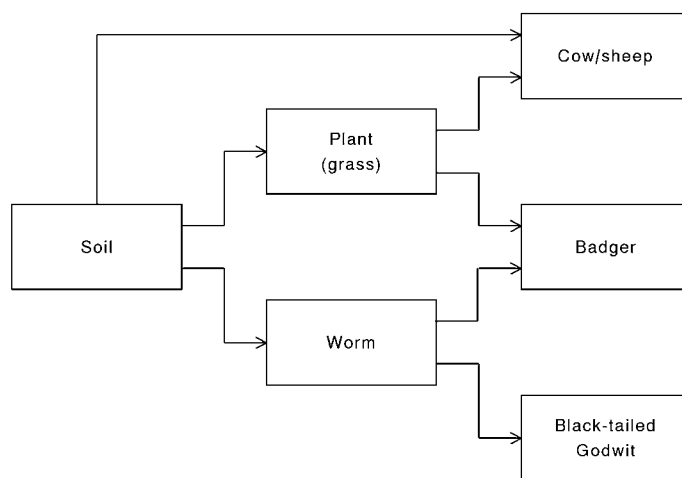 Cow/sheep
Plant
(grass)
Soil
Badger
Worm
Black-tailed
Godwit